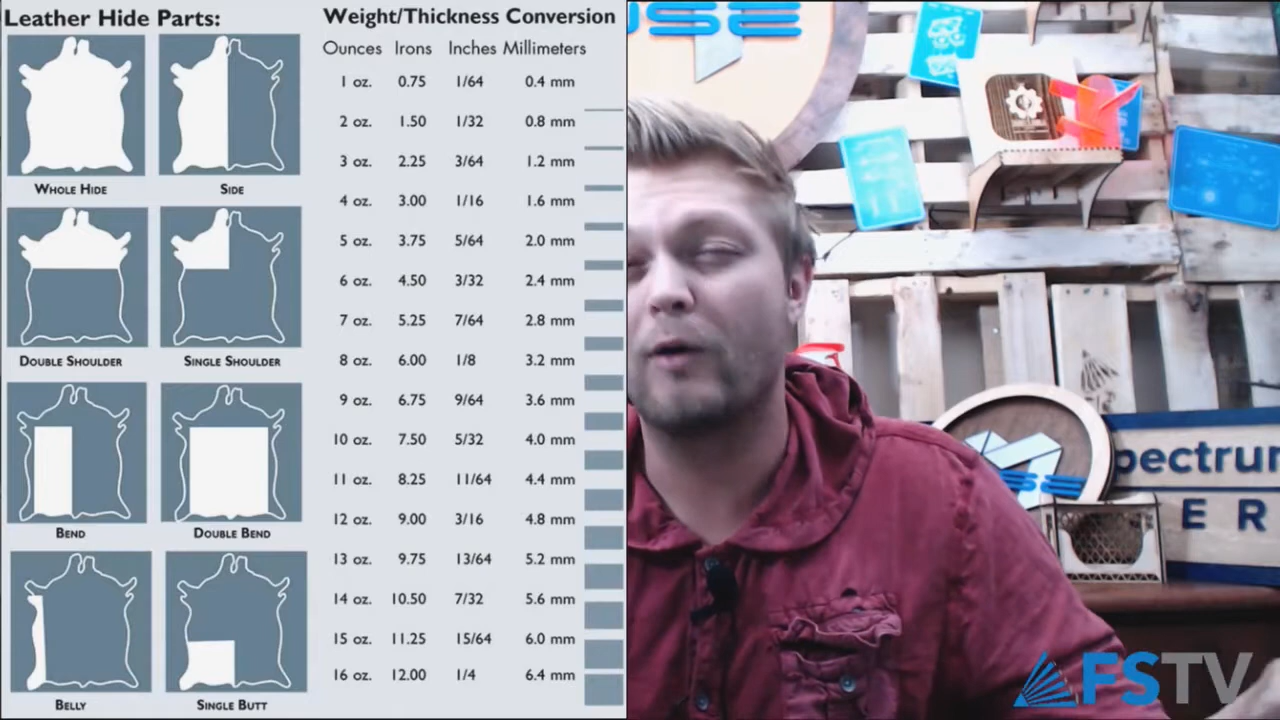 Leather Hide Parts:
WHOLE HIDE
SIDE
DOUBLE SHOULDER
SINGLE SHOULDER
BEND
DOUBLE BEND
BELLY
SINGLE BUTT
Weight/Thickness Conversion
Ounces Irons Inches Millimeters
1 oz. 0.75 1/64 0.4 mm
2 oz. 1.50 1/32 0.8 mm
3 oz. 2.25 3/64 1.2 mm
4 oz. 3.00 1/16 1.6 mm
5 oz. 3.75 5/64 2.0 mm
6 oz. 4.50 3/32 2.4 mm
7 oz. 5.25 7/64 2.8 mm
8 oz. 6.00 1/8 3.2 mm
9 oz. 6.75 9/64 3.6 mm
10 oz. 7.50 5/32 4.0 mm
11 oz. 8.25 11/64 4.4 mm
12 oz. 9.00 3/16 4.8 mm
13 oz. 9.75 13/64 5.2 mm
14 oz. 10.50 7/32 5.6 mm
15 oz. 11.25 15/64 6.0 mm
16 oz. 12.00 1/4 6.4 mm
USE
USE
pectrum
ER
FSTV